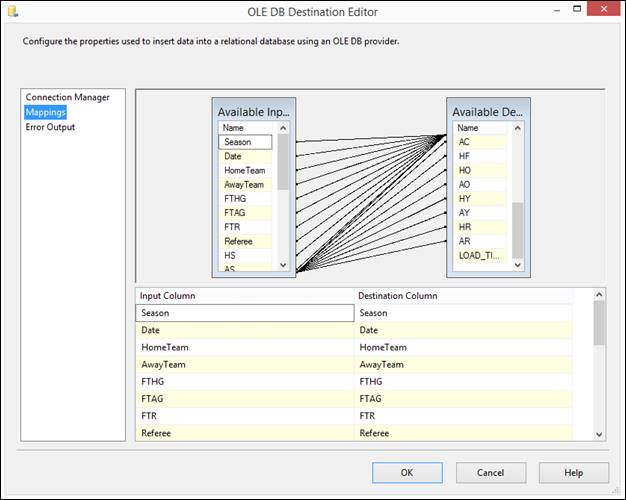 OLE DB Destination Editor
Configure the properties used to insert data into a relational database using an OLE DB provider.
Connection Manager
Mappings
Error Output
Available Inp...
Name
Season
Date
HomeTeam
AwayTeam
FTHG
FTAG
FTR
Referee
HS
AS
Available De...
Name
AC
HF
HO
AO
HY
AY
HR
AR
LOAD_TI...
Input Column Destination Column
Season Season
Date Date
HomeTeam HomeTeam
AwayTeam AwayTeam
FTHG FTHG
FTAG FTAG
FTR FTR
Referee Referee
OK Cancel Help